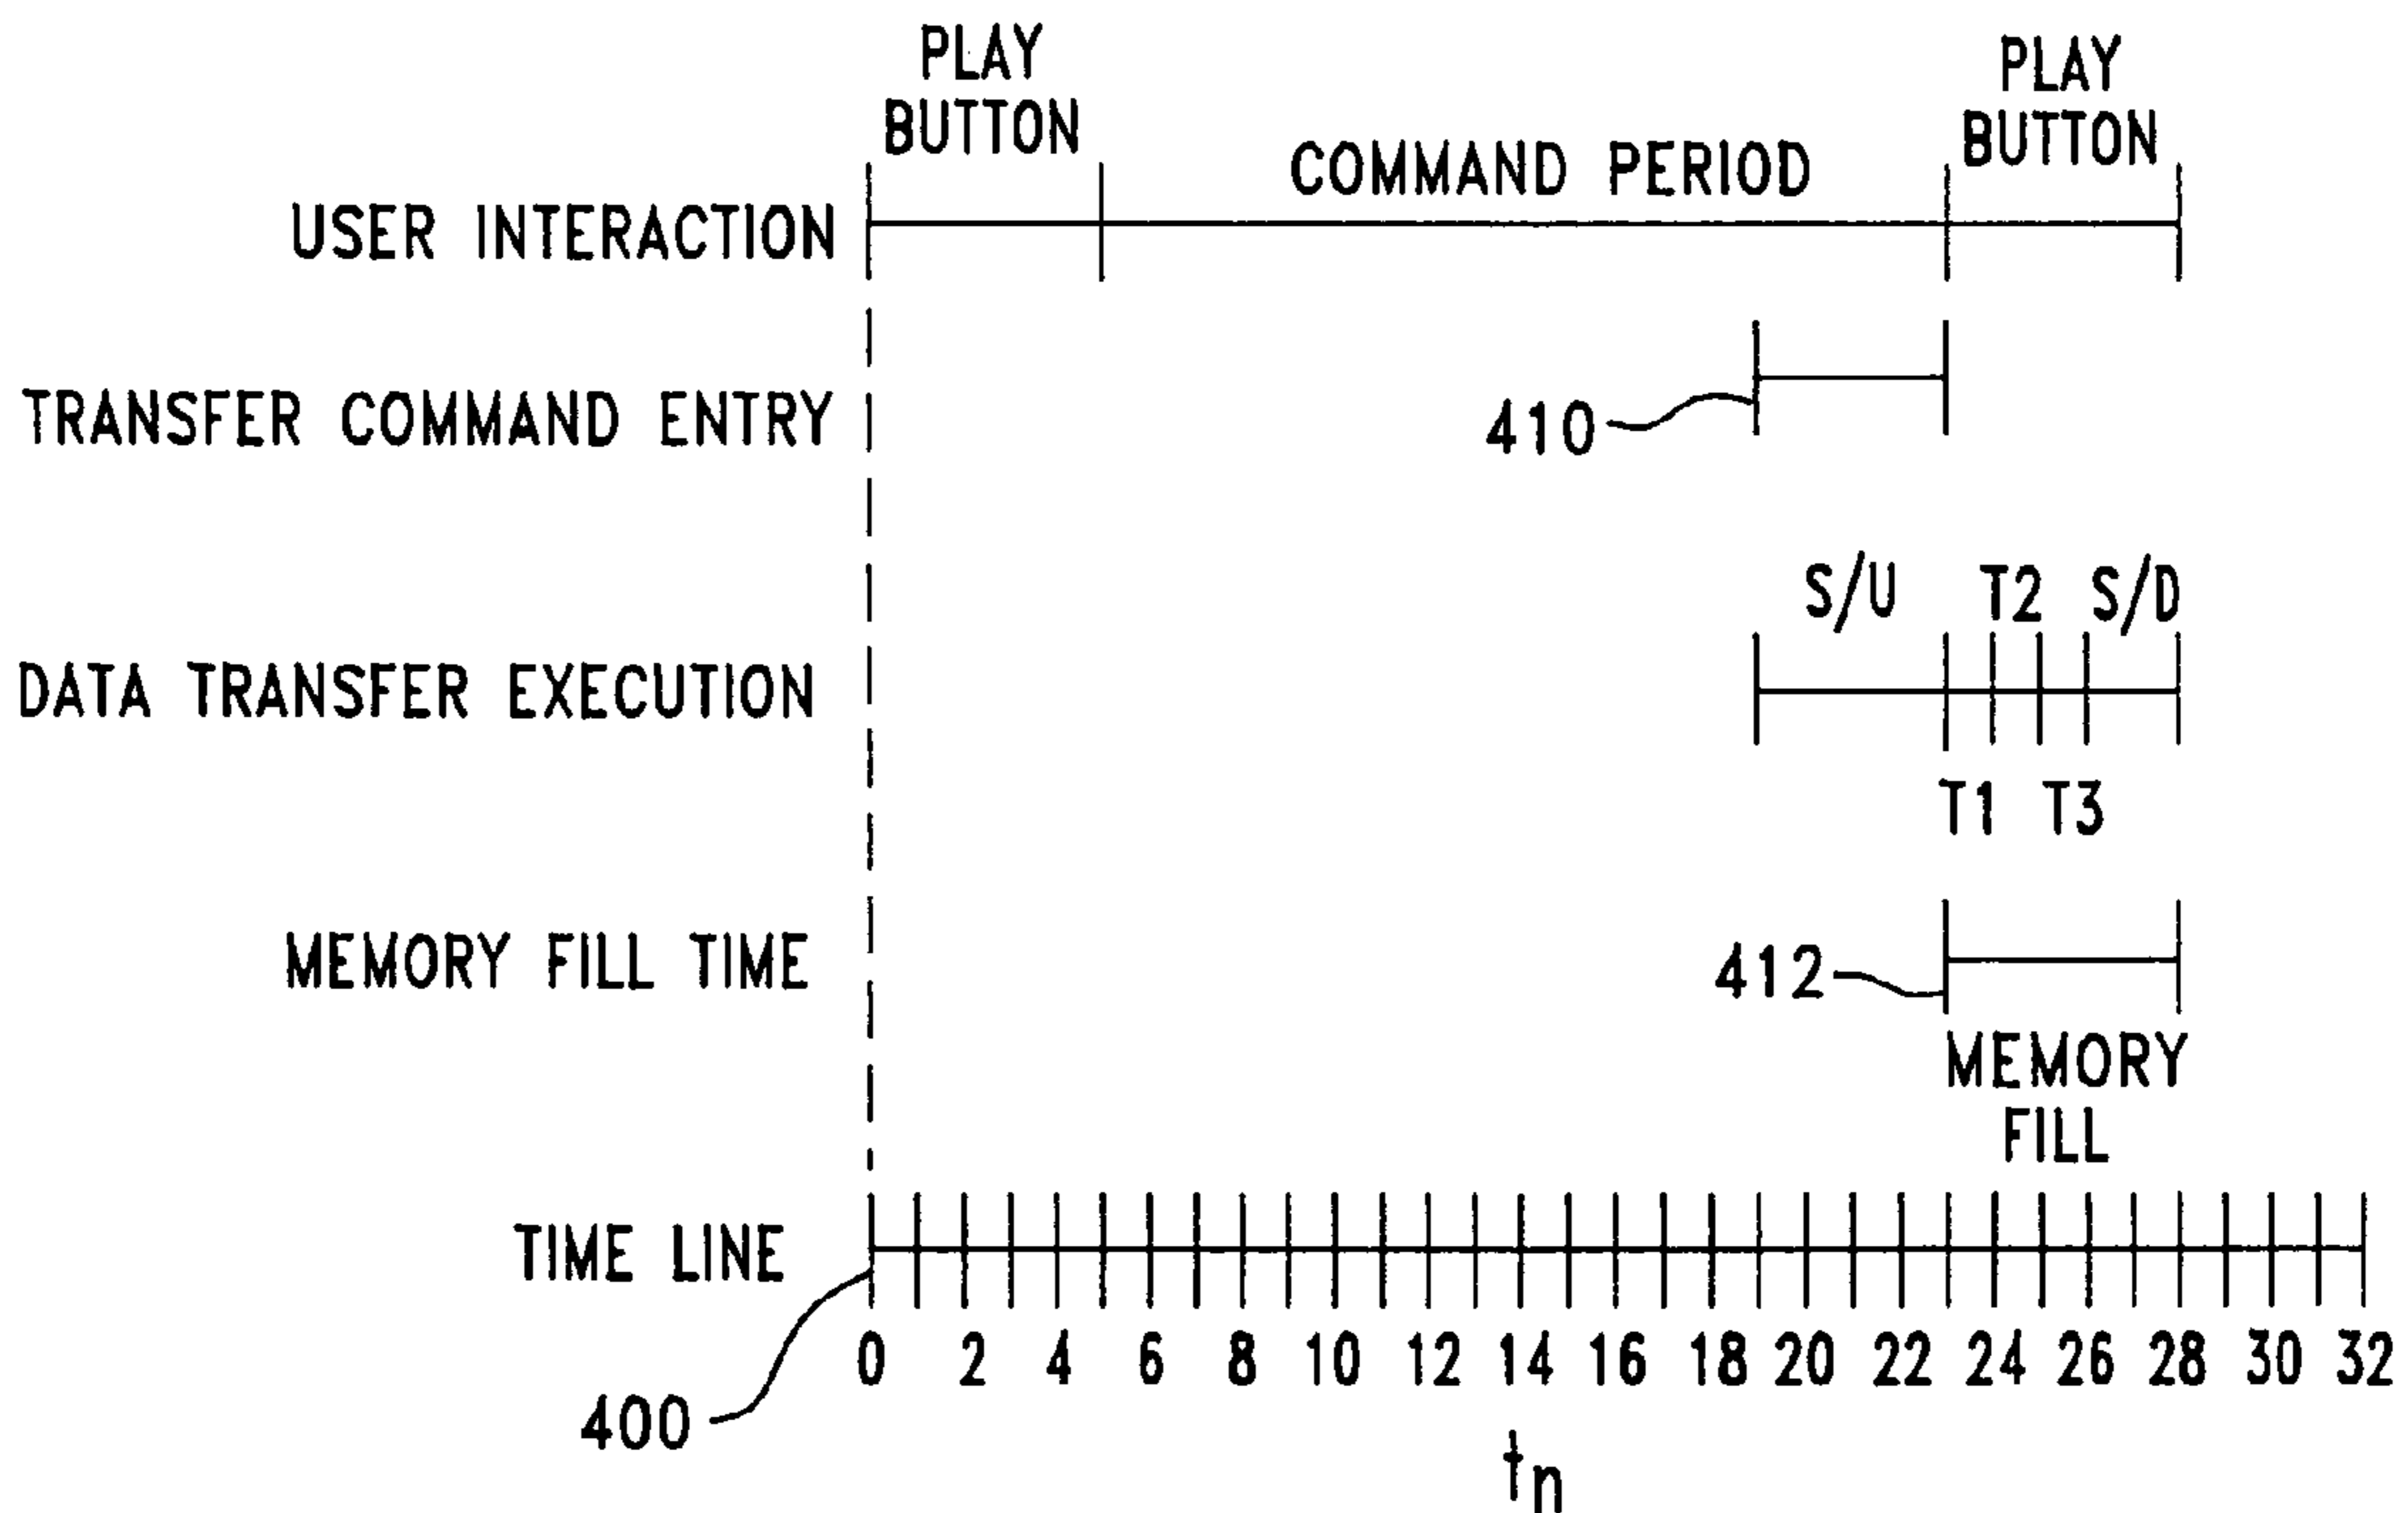 PLAY
BUTTON
PLAY
BUTTON
COMMAND PERIOD
USER INTERACTION
TRANSFER COMMAND ENTRY
410
S/U T2 S/D
DATA TRANSFER EXECUTION
T1 T3
MEMORY FILL TIME
412
MEMORY
FILL
TIME LINE
0 2 4 6 8 10 12 14 16 18 20 22 24 26 28 30 32
400
tn